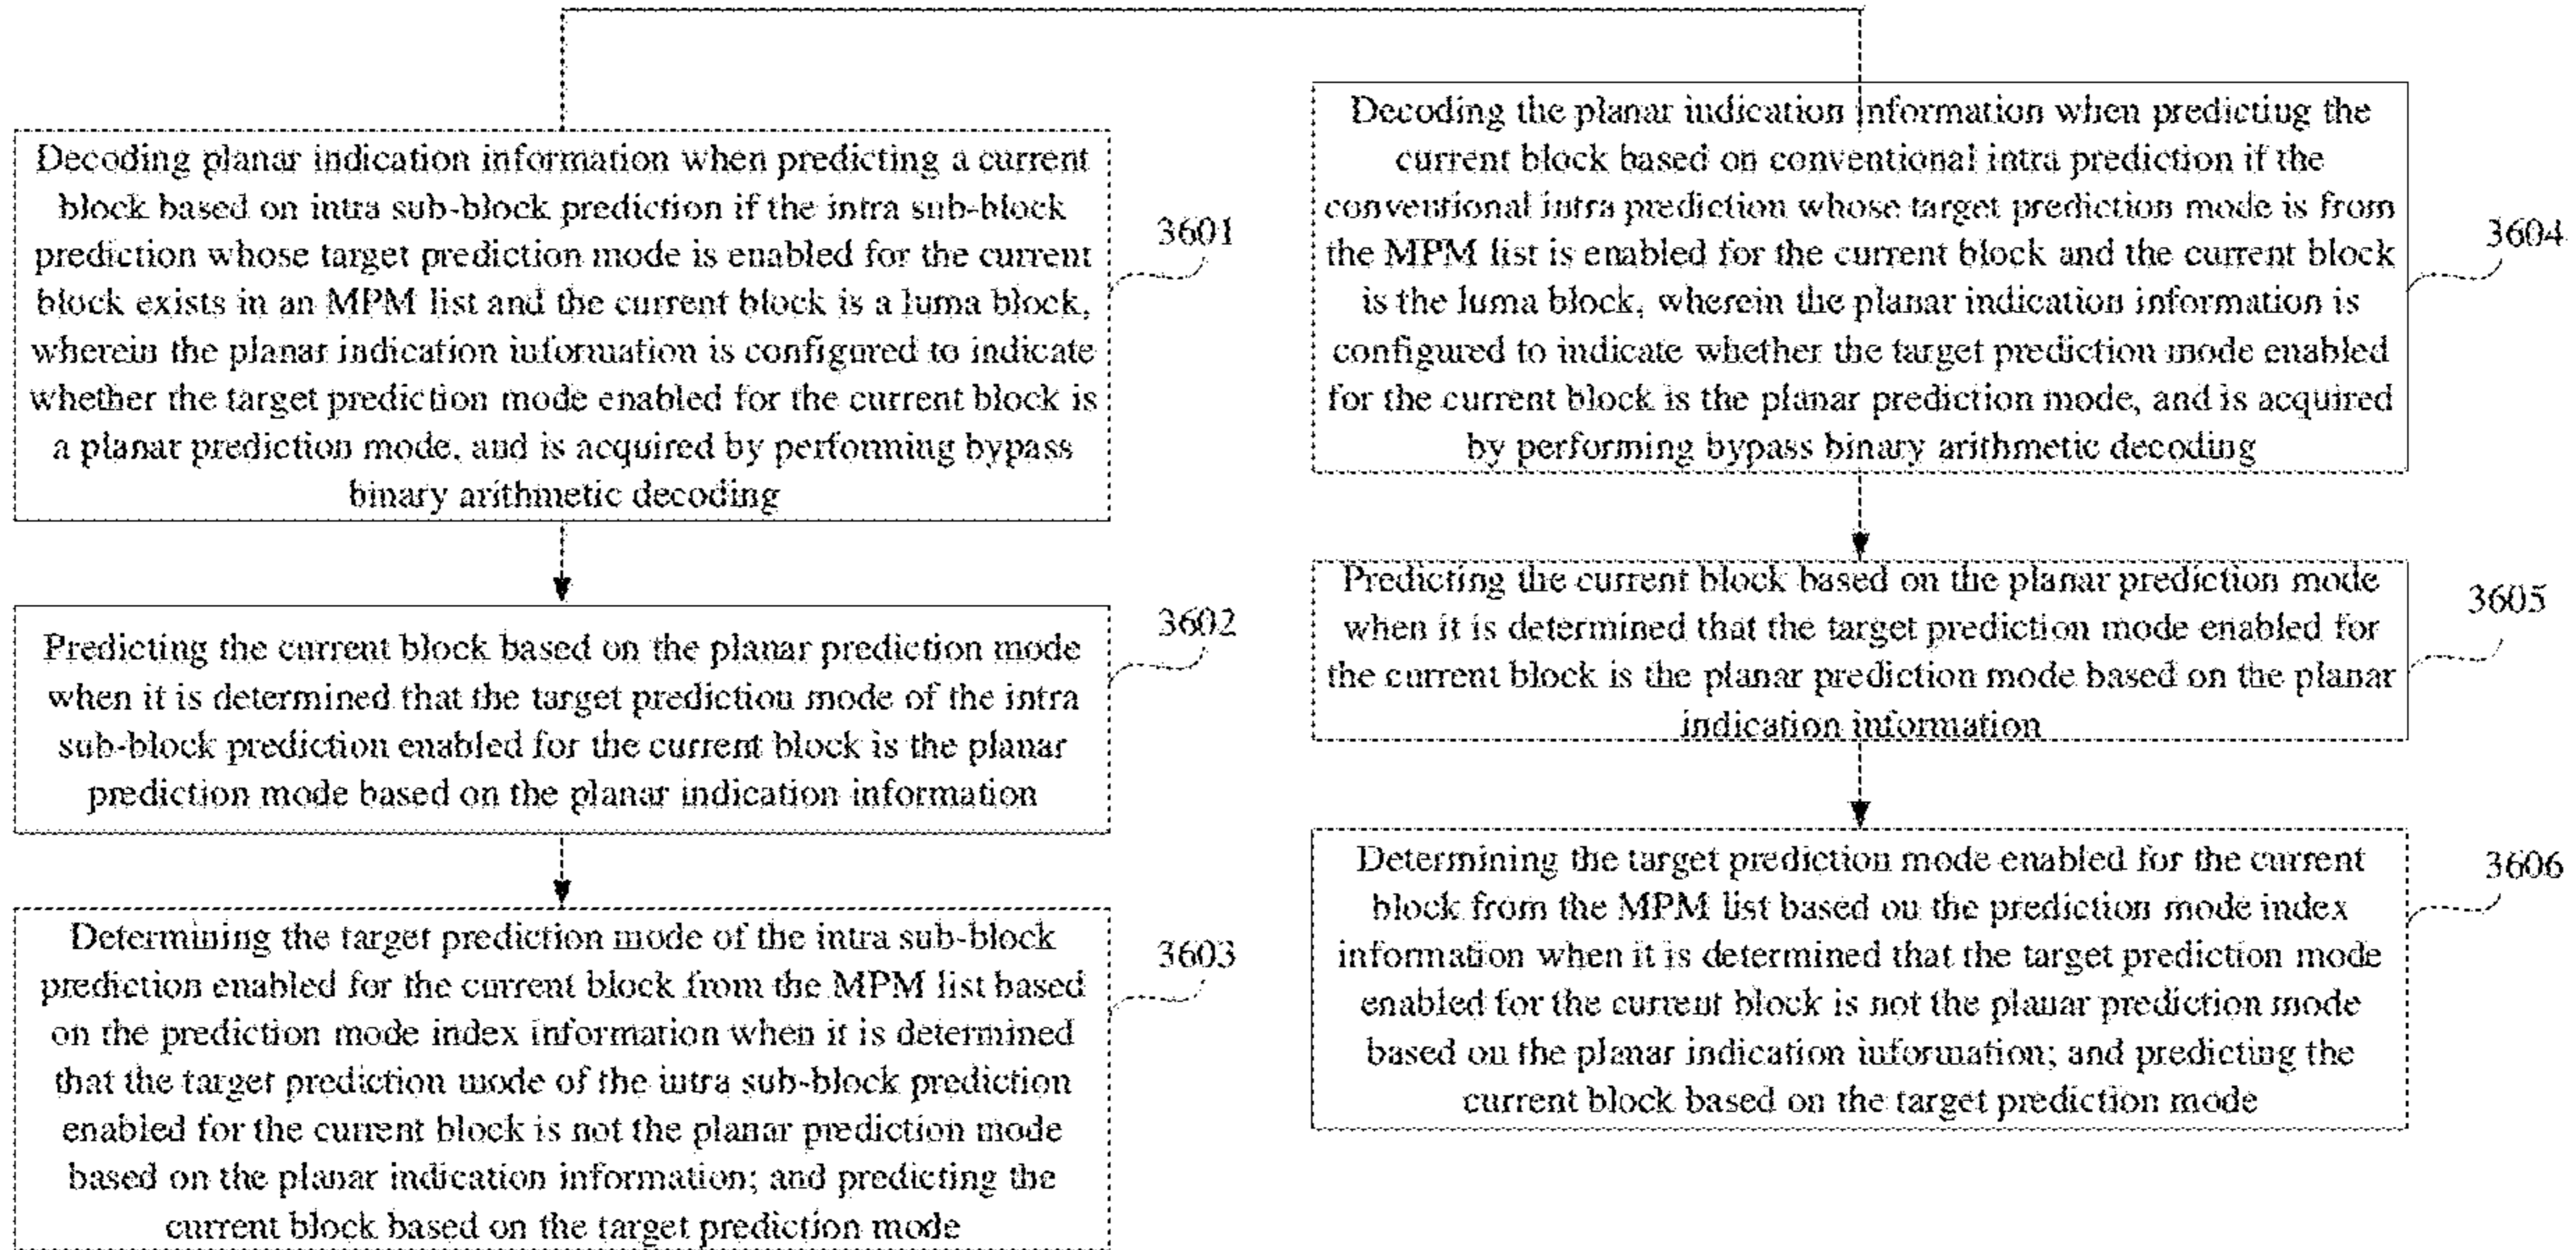 Decoding planar indication information when predicting a current
block based on intra sub-block prediction if the intra sub-block
prediction whose target prediction mode is enabled for the current
block exists in an MPM list and the current block is a luma block,
wherein the planar indication information is configured to indicate
whether the target prediction mode enabled for the current block is
a planar prediction mode, and is acquired by performing bypass
binary arithmetic decoding
3601
Predicting the current block based on the planar prediction mode
when it is determined that the target prediction mode of the intra
sub-block prediction enabled for the current block is the planar
prediction mode based on the planar indication information
3602
Determining the target prediction mode of the intra sub-block
prediction enabled for the current block from the MPM list based
on the prediction mode index information when it is determined
that the target prediction mode of the intra sub-block prediction
enabled for the current block is not the planar prediction mode
based on the planar indication information; and predicting the
current block based on the target prediction mode
3603
Decoding the planar indication information when predicting the
current block based on conventional intra prediction if the
conventional intra prediction whose target prediction mode is from
the MPM list is enabled for the current block and the current block
is the luma block, wherein the planar indication information is
configured to indicate whether the target prediction mode enabled
for the current block is the planar prediction mode, and is acquired
by performing bypass binary arithmetic decoding
3604
Predicting the current block based on the planar prediction mode
when it is determined that the target prediction mode enabled for
the current block is the planar prediction mode based on the planar
indication information
3605
Determining the target prediction mode enabled for the current
block from the MPM list based on the prediction mode index
information when it is determined that the target prediction mode
enabled for the current block is not the planar prediction mode
based on the planar indication information; and predicting the
current block based on the target prediction mode
3606